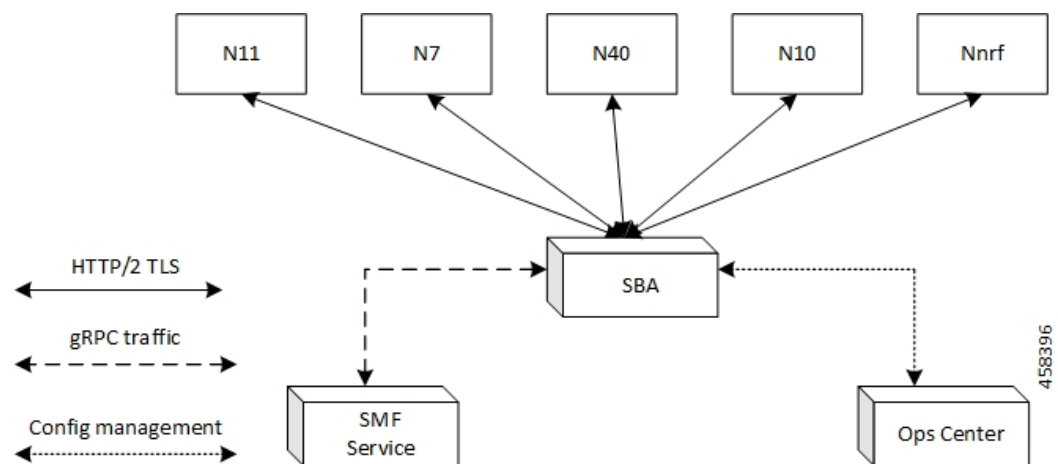 N11
N7
N40
N10
Nnrf
SBA
HTTP/2 TLS
gRPC traffic
Config management
SMF
Service
Ops Center
458396